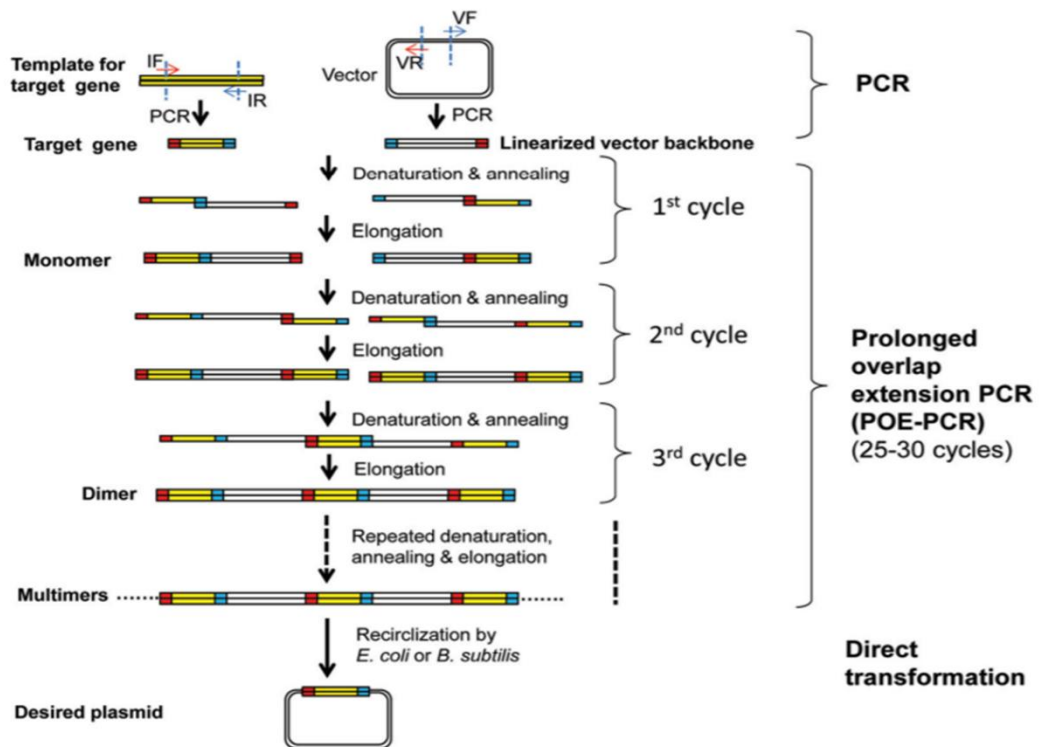 VF
IF
VR
Template for
target gene
Vector
IR
PCR
PCR
PCR
Target gene
Linearized vector backbone
Denaturation & annealing
1st cycle
Elongation
Monomer
Denaturation & annealing
2nd cycle
Elongation
Prolonged
overlap
extension PCR
(POE-PCR)
(25-30 cycles)
Denaturation & annealing
3rd cycle
Elongation
Dimer
Repeated denaturation,
annealing & elongation
Multimers
Recirclization by
E. coli or B. subtilis
Direct
transformation
Desired plasmid